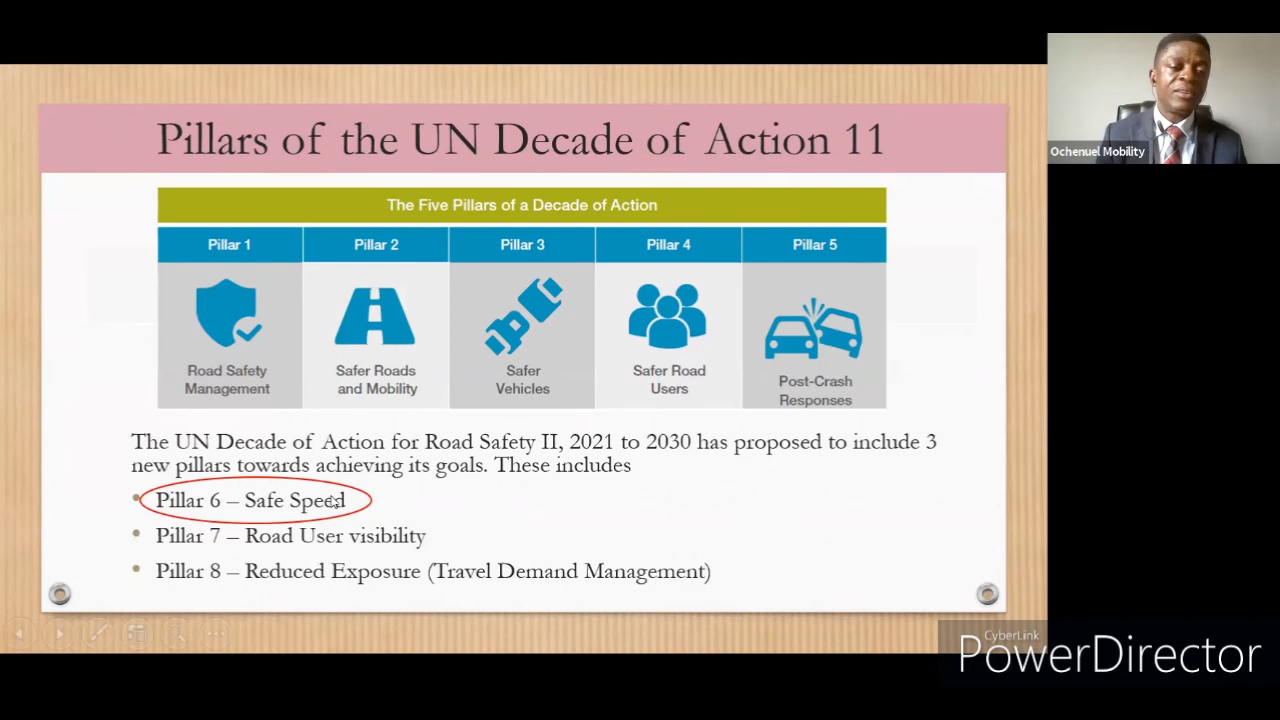 Pillars of the UN Decade of Action 11
The Five Pillars of a Decade of Action
Pillar 1
Pillar 2
Pillar 3
Pillar 4
Pillar 5
Road Safety
Management
Safer Roads
and Mobility
Safer
Vehicles
Safer Road
Users
Post-Crash
Responses
The UN Decade of Action for Road Safety II, 2021 to 2030 has proposed to include 3
new pillars towards achieving its goals. These includes
• Pillar 6 – Safe Speed
• Pillar 7 – Road User visibility
• Pillar 8 – Reduced Exposure (Travel Demand Management)
Ochenuel Mobility
CyberLink
PowerDirector